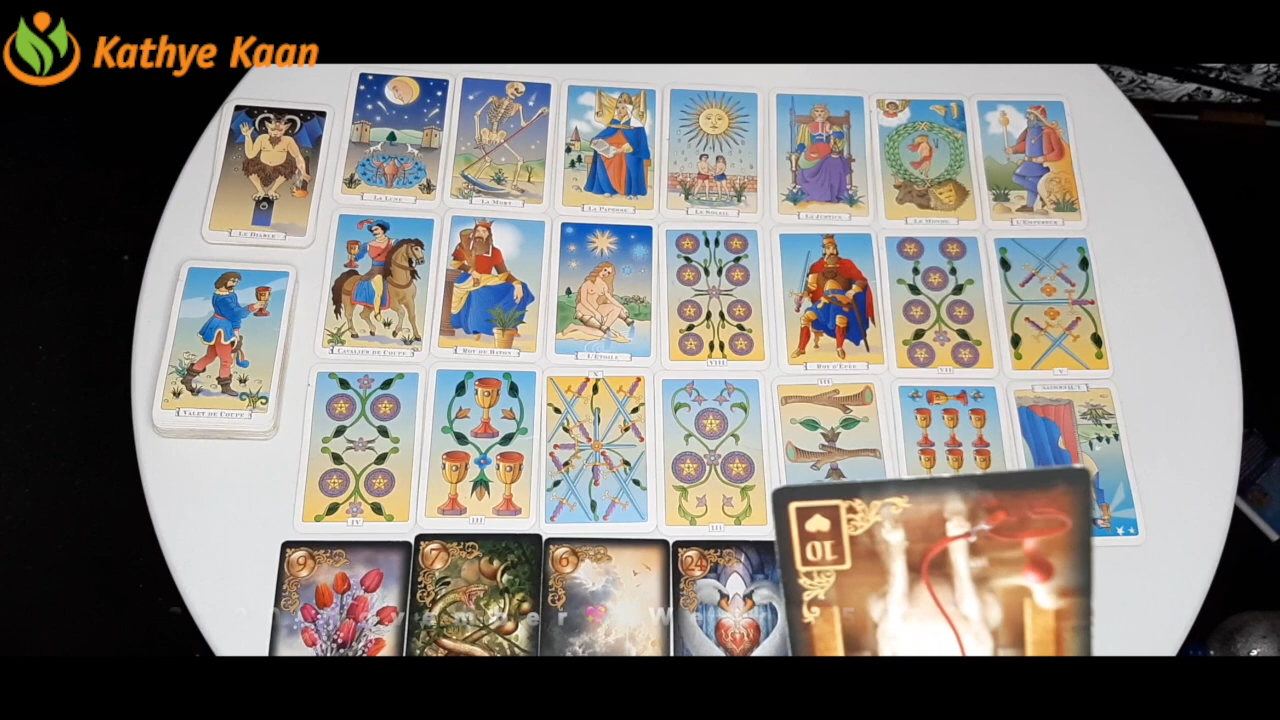 Kathye Kaan
LE DIABLE
LA LUNE
LA MORT
LA PAPESSE
LE SOLEIL
LA JUSTICE
LE MONDE
L'EMPEREUR
VALET DE COUPE
CAVALIER DE COUPE
ROY DU BATON
L'ETOILE
VIII
ROY D'EPEE
VII
V
IV
III
X
III
III
9
7
6
24
10